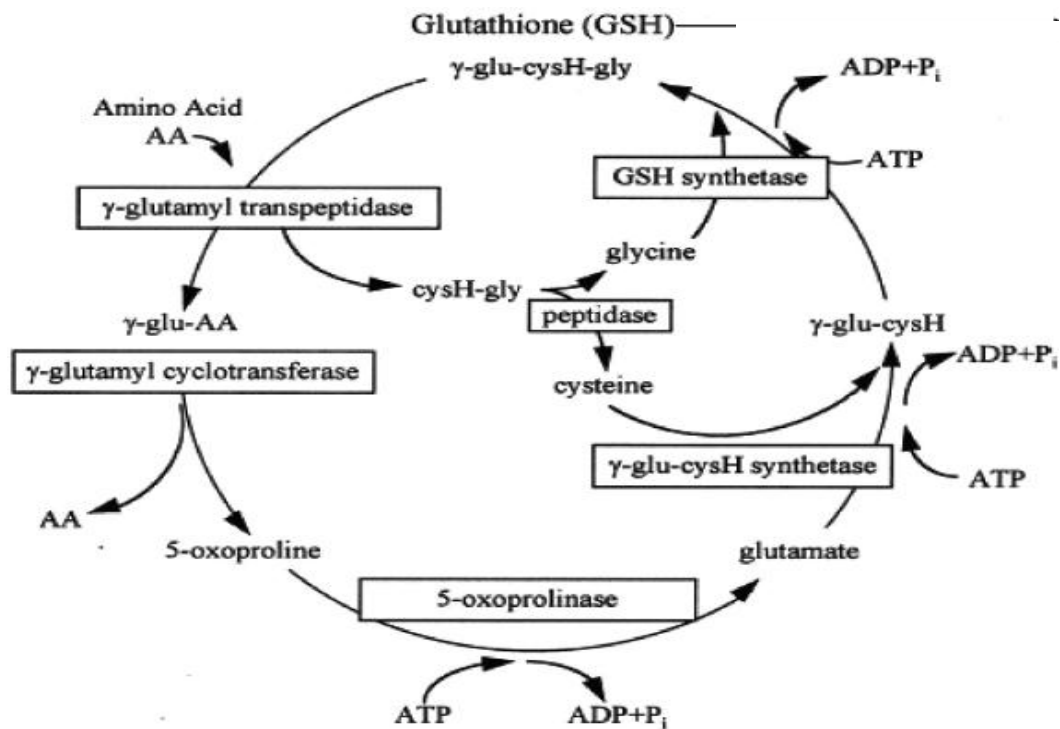 Glutathione (GSH)
γ-glu-cysH-gly
ADP+Pi
Amino Acid
AA
ATP
GSH synthetase
γ-glutamyl transpeptidase
glycine
cysH-gly
peptidase
γ-glu-AA
γ-glu-cysH
ADP+Pi
γ-glutamyl cyclotransferase
cysteine
γ-glu-cysH synthetase
ATP
AA
5-oxoproline
glutamate
5-oxoprolinase
ATP
ADP+Pi